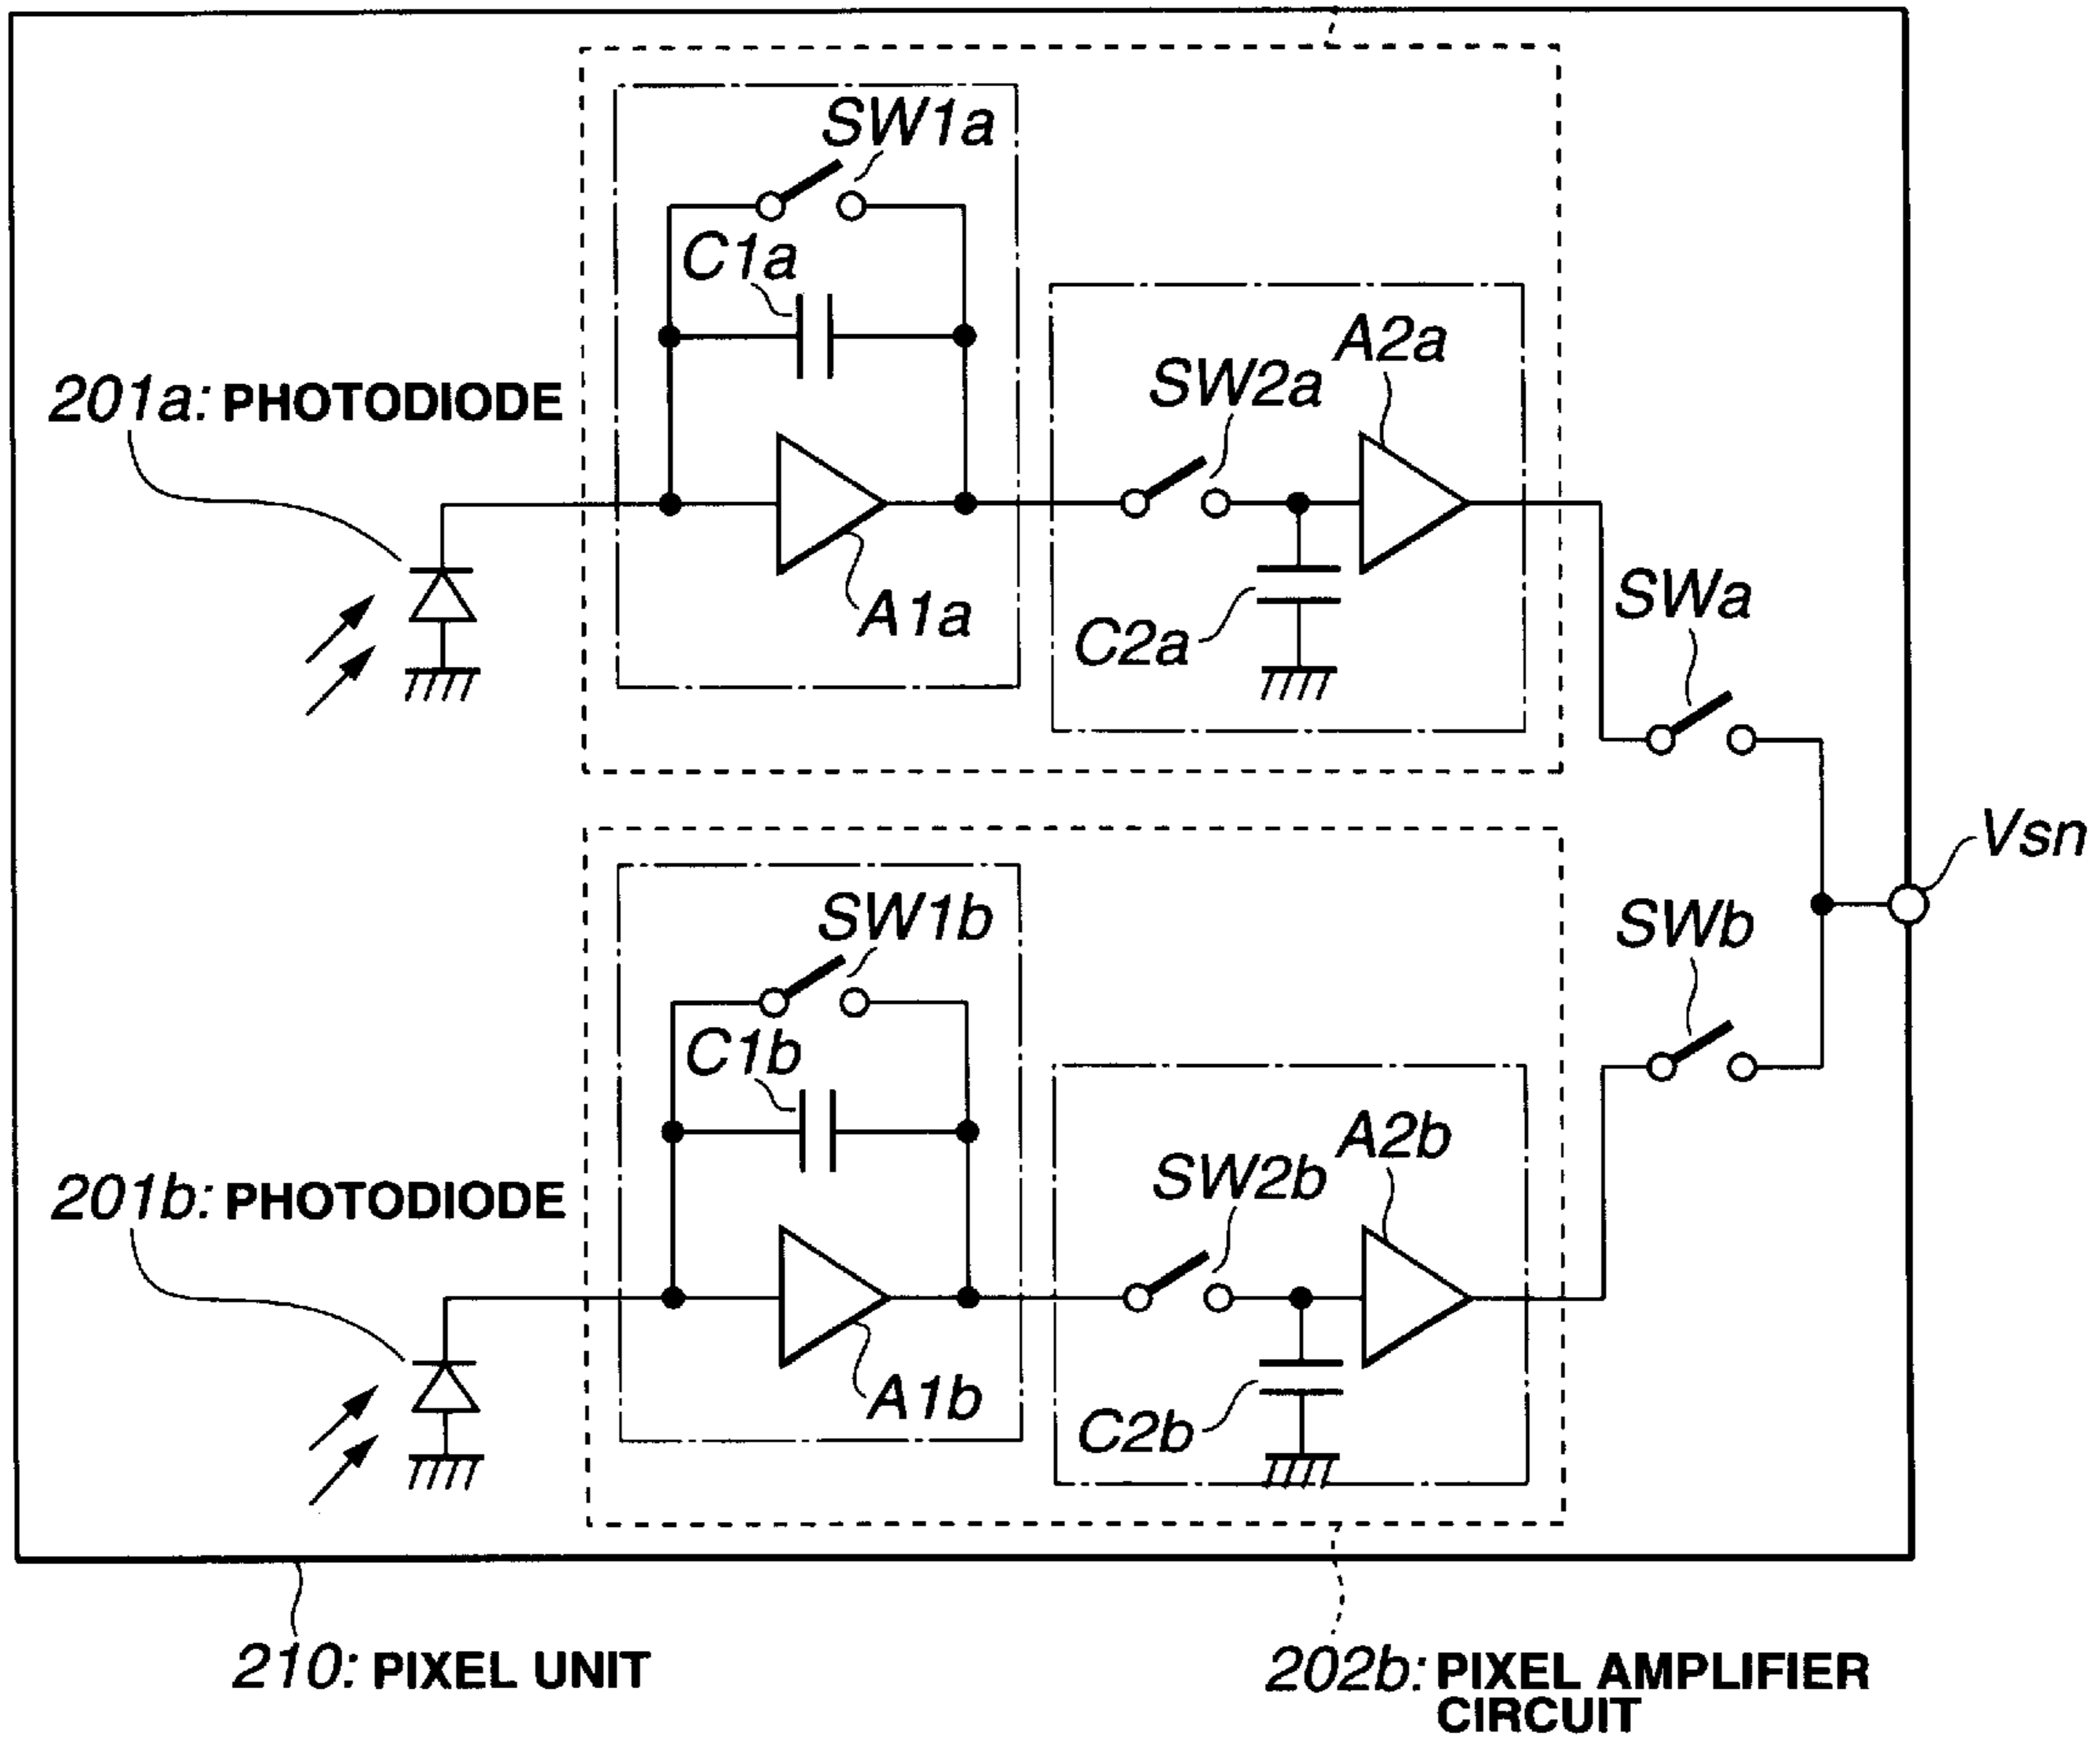 SW1a
C1a
A2a
SW2a
201a: PHOTODIODE
A1a
C2a
SWa
Vsn
SW1b
SWb
C1b
A2b
SW2b
201b: PHOTODIODE
A1b
C2b
210: PIXEL UNIT
202b: PIXEL AMPLIFIER
CIRCUIT